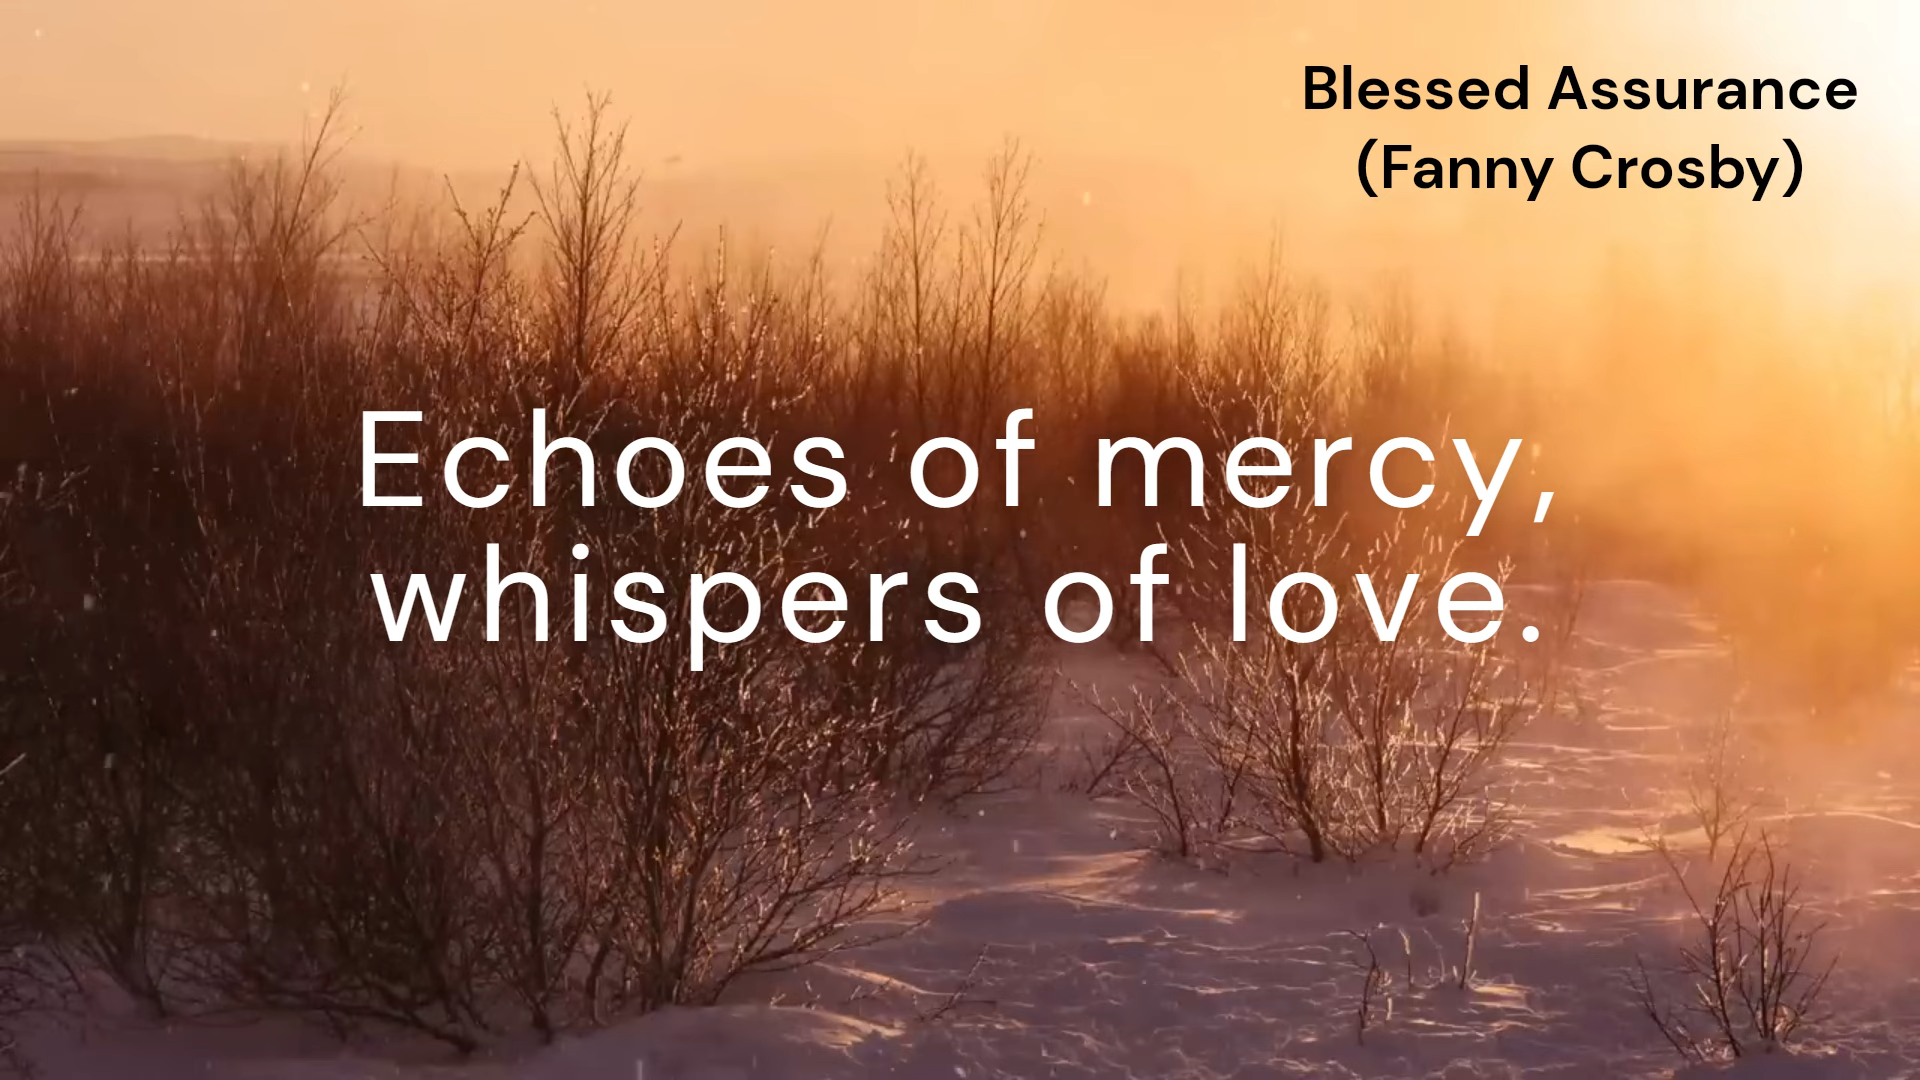 Blessed Assurance
(Fanny Crosby)
Echoes of mercy,
whispers of love.